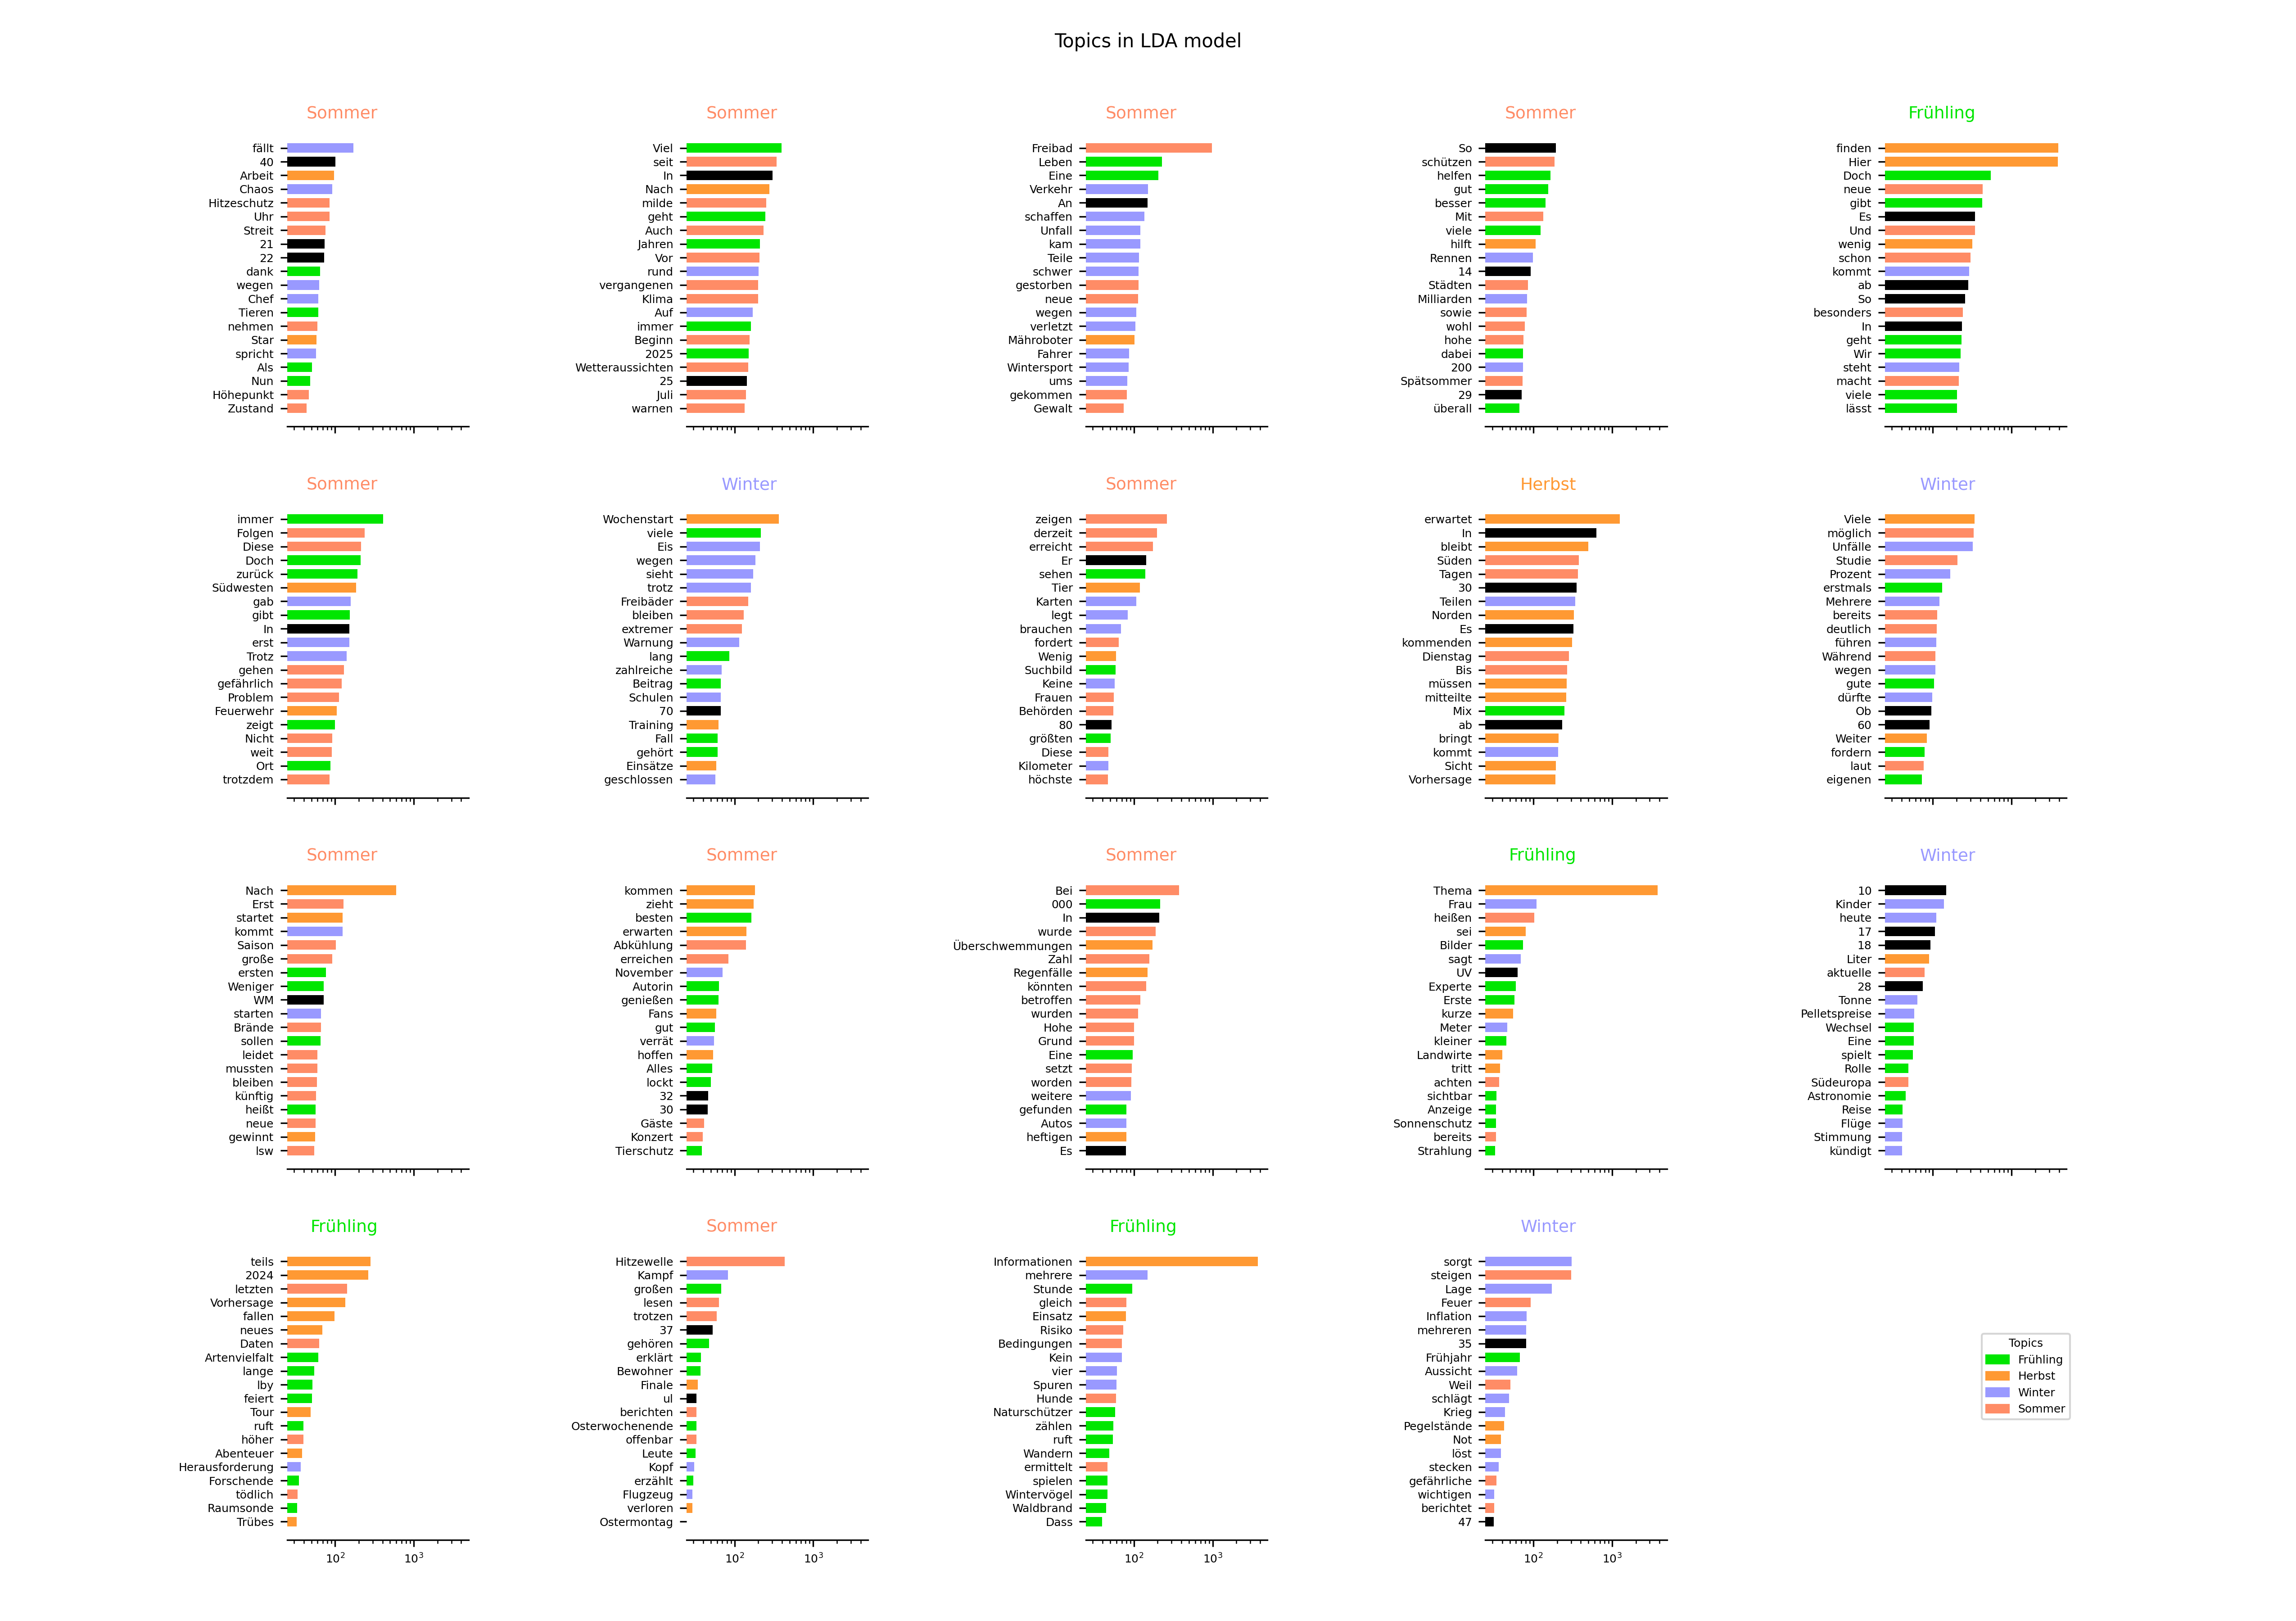 Topics in LDA model
Sommer
fällt
40
Arbeit
Chaos
Hitzeschutz
Uhr
Streit
21
22
dank
wegen
Chef
Tieren
nehmen
Star
spricht
Als
Nun
Höhepunkt
Zustand
Sommer
Viel
seit
In
Nach
milde
geht
Auch
Jahren
Vor
rund
vergangenen
Klima
Auf
immer
Beginn
2025
Wetteraussichten
25
Juli
warnen
Sommer
Freibad
Leben
Eine
Verkehr
An
schaffen
Unfall
kam
Teile
schwer
gestorben
neue
wegen
verletzt
Mähroboter
Fahrer
Wintersport
ums
gekommen
Gewalt
Sommer
So
schützen
helfen
gut
besser
Mit
viele
hilft
Rennen
14
Städten
Milliarden
sowie
wohl
hohe
dabei
200
Spätsommer
29
überall
Frühling
finden
Hier
Doch
neue
gibt
Es
Und
wenig
schon
kommt
ab
So
besonders
In
geht
Wir
steht
macht
viele
lässt
Sommer
immer
Folgen
Diese
Doch
zurück
Südwesten
gab
gibt
In
erst
Trotz
gehen
gefährlich
Problem
Feuerwehr
zeigt
Nicht
weit
Ort
trotzdem
Winter
Wochenstart
viele
Eis
wegen
sieht
trotz
Freibäder
bleiben
extremer
Warnung
lang
zahlreiche
Beitrag
Schulen
70
Training
Fall
gehört
Einsätze
geschlossen
Sommer
zeigen
derzeit
erreicht
Er
sehen
Tier
Karten
legt
brauchen
fordert
Wenig
Suchbild
Keine
Frauen
Behörden
80
größten
Diese
Kilometer
höchste
Herbst
erwartet
In
bleibt
Süden
Tagen
30
Teilen
Norden
Es
kommenden
Dienstag
Bis
müssen
mitteilte
Mix
ab
bringt
kommt
Sicht
Vorhersage
Winter
Viele
möglich
Unfälle
Studie
Prozent
erstmals
Mehrere
bereits
deutlich
führen
Während
wegen
gute
dürfte
Ob
60
Weiter
fordern
laut
eigenen
Sommer
Nach
Erst
startet
kommt
Saison
große
ersten
Weniger
WM
starten
Brände
sollen
leidet
mussten
bleiben
künftig
heißt
neue
gewinnt
lsw
Sommer
kommen
zieht
besten
erwarten
Abkühlung
erreichen
November
Autorin
genießen
Fans
gut
verrät
hoffen
Alles
lockt
32
30
Gäste
Konzert
Tierschutz
Sommer
Bei
000
In
wurde
Überschwemmungen
Zahl
Regenfälle
könnten
betroffen
wurden
Hohe
Grund
Eine
setzt
worden
weitere
gefunden
Autos
heftigen
Es
Frühling
Thema
Frau
heißen
sei
Bilder
sagt
UV
Experte
Erste
kurze
Meter
kleiner
Landwirte
tritt
achten
sichtbar
Anzeige
Sonnenschutz
bereits
Strahlung
Winter
10
Kinder
heute
17
18
Liter
aktuelle
28
Tonne
Pelletspreise
Wechsel
Eine
spielt
Rolle
Südeuropa
Astronomie
Reise
Flüge
Stimmung
kündigt
Frühling
teils
2024
letzten
Vorhersage
fallen
neues
Daten
Artenvielfalt
lange
lby
feiert
Tour
ruft
höher
Abenteuer
Herausforderung
Forschende
tödlich
Raumsonde
Trübes
10²
10³
Sommer
Hitzewelle
Kampf
großen
lesen
trotzen
37
gehören
erklärt
Bewohner
Finale
ul
berichten
Osterwochenende
offenbar
Leute
Kopf
erzählt
Flugzeug
verloren
Ostermontag
10²
10³
Frühling
Informationen
mehrere
Stunde
gleich
Einsatz
Risiko
Bedingungen
Kein
vier
Spuren
Hunde
Naturschützer
zählen
ruft
Wandern
ermittelt
spielen
Wintervögel
Waldbrand
Dass
10²
10³
Winter
sorgt
steigen
Lage
Feuer
Inflation
mehreren
35
Frühjahr
Aussicht
Weil
schlägt
Krieg
Pegelstände
Not
löst
stecken
gefährliche
wichtigen
berichtet
47
10²
10³
Topics
Frühling
Herbst
Winter
Sommer